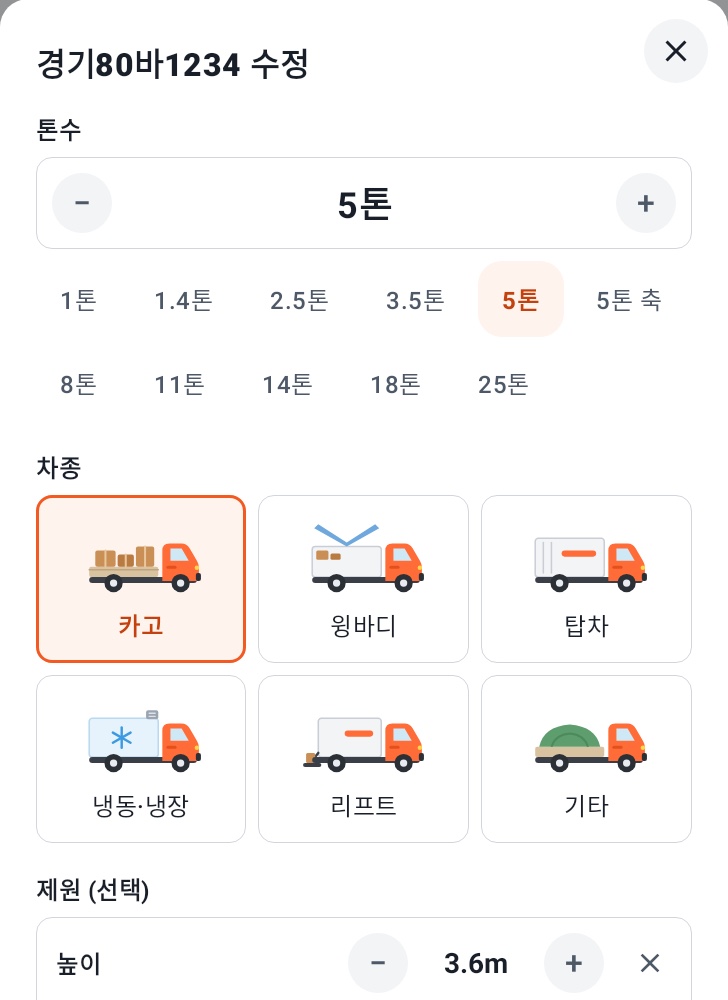 경기80바1234 수정
톤수
5톤
1톤 1.4톤 2.5톤 3.5톤 5톤 5톤 축
8톤 11톤 14톤 18톤 25톤
차종
카고 윙바디 탑차
냉동·냉장 리프트 기타
제원 (선택)
높이 3.6m